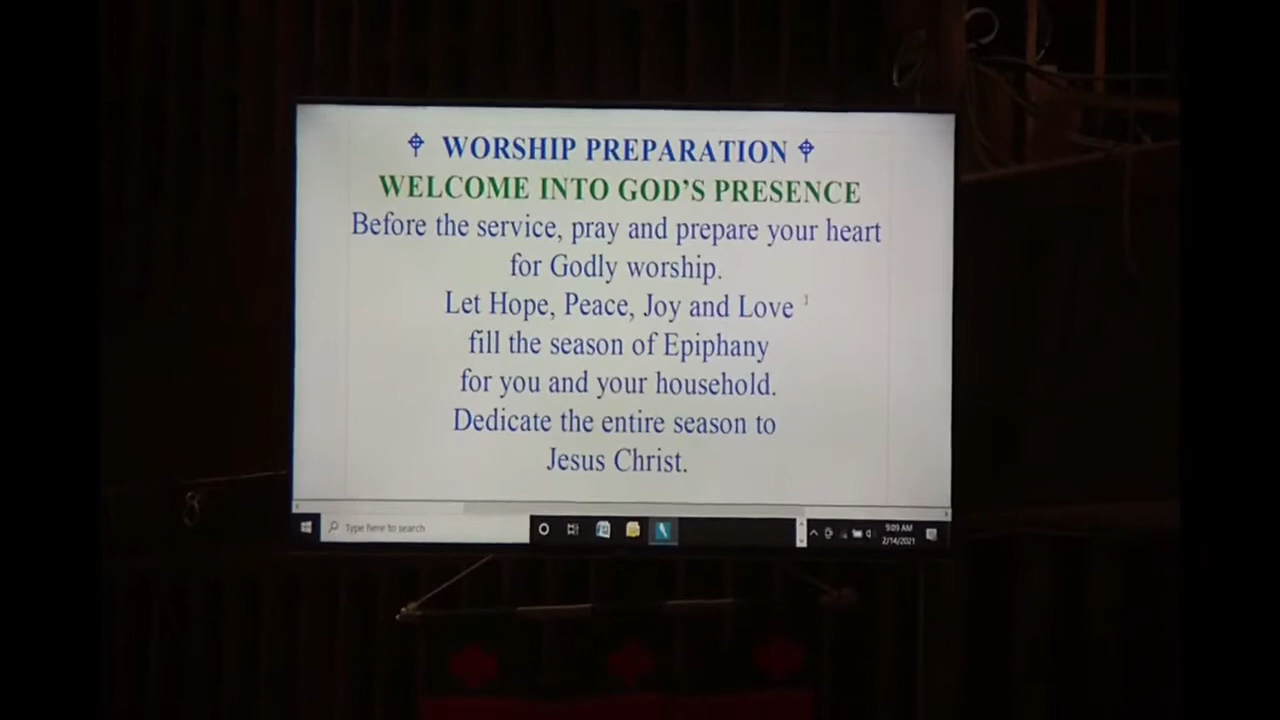 WORSHIP PREPARATION
WELCOME INTO GOD'S PRESENCE
Before the service, pray and prepare your heart
for Godly worship.
Let Hope, Peace, Joy and Love
fill the season of Epiphany
for you and your household.
Dedicate the entire season to
Jesus Christ.
Type here to search
9:09 AM
2/14/2021